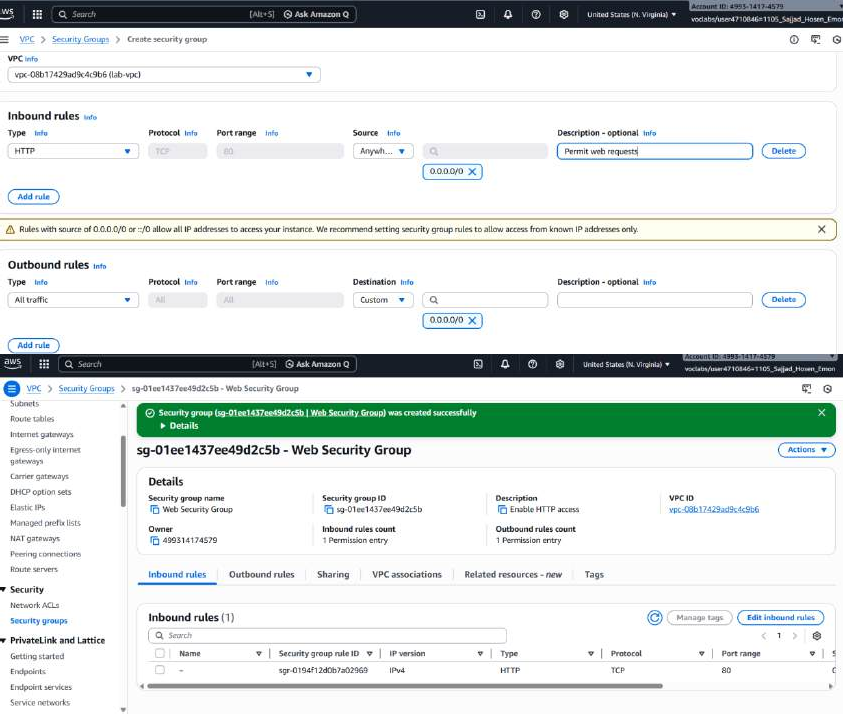 aws
Search [Alt+S] Ask Amazon Q United States (N. Virginia) Account ID: 4993-1417-4579
voclabs/user4710846=1105_Sajjad_Hosen_Emon
VPC > Security Groups > Create security group
VPC Info
vpc-08b17429ad9c4c9b6 (lab-vpc)
Inbound rules Info
Type Info Protocol Info Port range Info Source Info Description - optional Info
HTTP TCP 80 Anywh... Permit web requests Delete
0.0.0.0/0
Add rule
Rules with source of 0.0.0.0/0 or ::/0 allow all IP addresses to access your instance. We recommend setting security group rules to allow access from known IP addresses only.
Outbound rules Info
Type Info Protocol Info Port range Info Destination Info Description - optional Info
All traffic All All Custom Delete
0.0.0.0/0
Add rule
aws Search [Alt+S] Ask Amazon Q United States (N. Virginia) Account ID: 4993-1417-4579
voclabs/user4710846=1105_Sajjad_Hosen_Emon
VPC > Security Groups > sg-01ee1437ee49d2c5b - Web Security Group
Subnets
Route tables
Internet gateways
Egress-only internet
gateways
Carrier gateways
DHCP option sets
Elastic IPs
Managed prefix lists
NAT gateways
Peering connections
Route servers
Security
Network ACLs
Security groups
PrivateLink and Lattice
Getting started
Endpoints
Endpoint services
Service networks
Security group (sg-01ee1437ee49d2c5b | Web Security Group) was created successfully
Details
sg-01ee1437ee49d2c5b - Web Security Group Actions
Details
Security group name Security group ID Description VPC ID
Web Security Group sg-01ee1437ee49d2c5b Enable HTTP access vpc-08b17429ad9c4c9b6
Owner Inbound rules count Outbound rules count
499314174579 1 Permission entry 1 Permission entry
Inbound rules Outbound rules Sharing VPC associations Related resources - new Tags
Inbound rules (1) Manage tags Edit inbound rules
Search 1
Name Security group rule ID IP version Type Protocol Port range
– sgr-0194f12d0b7a02969 IPv4 HTTP TCP 80